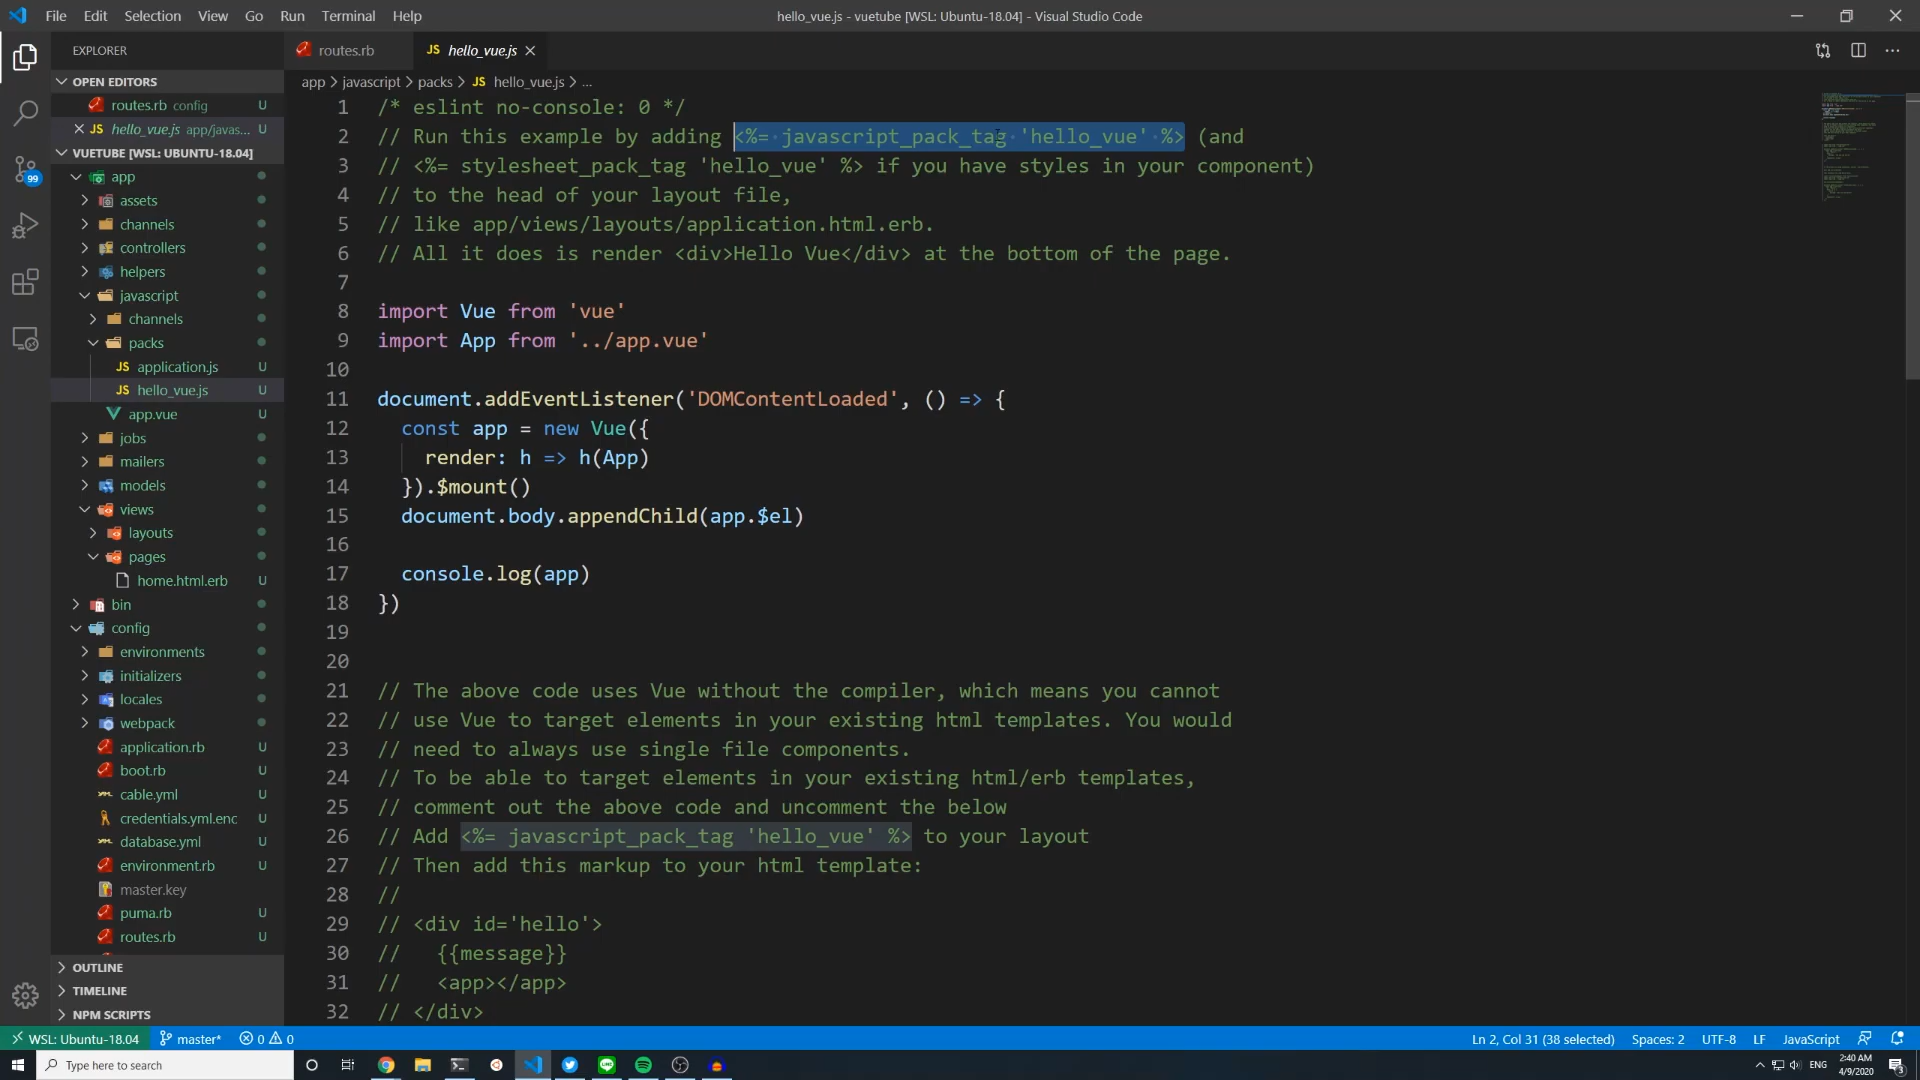 File Edit Selection View Go Run Terminal Help
hello_vue.js - vuetube [WSL: Ubuntu-18.04] - Visual Studio Code
EXPLORER
routes.rb
JS hello_vue.js
OPEN EDITORS
routes.rb config U
JS hello_vue.js app/javas... U
VUETUBE [WSL: UBUNTU-18.04]
app
assets
channels
controllers
helpers
javascript
channels
packs
JS application.js U
JS hello_vue.js U
app.vue U
jobs
mailers
models
views
layouts
pages
home.html.erb U
bin
config
environments
initializers
locales
webpack
application.rb U
boot.rb U
cable.yml U
credentials.yml.enc U
database.yml U
environment.rb U
master.key
puma.rb U
routes.rb U
OUTLINE
TIMELINE
NPM SCRIPTS
99
app > javascript > packs > JS hello_vue.js > ...
1 /* eslint no-console: 0 */
2 // Run this example by adding <%= javascript_pack_tag 'hello_vue' %> (and
3 // <%= stylesheet_pack_tag 'hello_vue' %> if you have styles in your component)
4 // to the head of your layout file,
5 // like app/views/layouts/application.html.erb.
6 // All it does is render <div>Hello Vue</div> at the bottom of the page.
7
8 import Vue from 'vue'
9 import App from '../app.vue'
10
11 document.addEventListener('DOMContentLoaded', () => {
12 const app = new Vue({
13 render: h => h(App)
14 }).$mount()
15 document.body.appendChild(app.$el)
16
17 console.log(app)
18 })
19
20
21 // The above code uses Vue without the compiler, which means you cannot
22 // use Vue to target elements in your existing html templates. You would
23 // need to always use single file components.
24 // To be able to target elements in your existing html/erb templates,
25 // comment out the above code and uncomment the below
26 // Add <%= javascript_pack_tag 'hello_vue' %> to your layout
27 // Then add this markup to your html template:
28 //
29 // <div id='hello'>
30 // {{message}}
31 // <app></app>
32 // </div>
WSL: Ubuntu-18.04 master* 0 0
Ln 2, Col 31 (38 selected) Spaces: 2 UTF-8 LF JavaScript
Type here to search
ENG
2:40 AM
4/9/2020
3